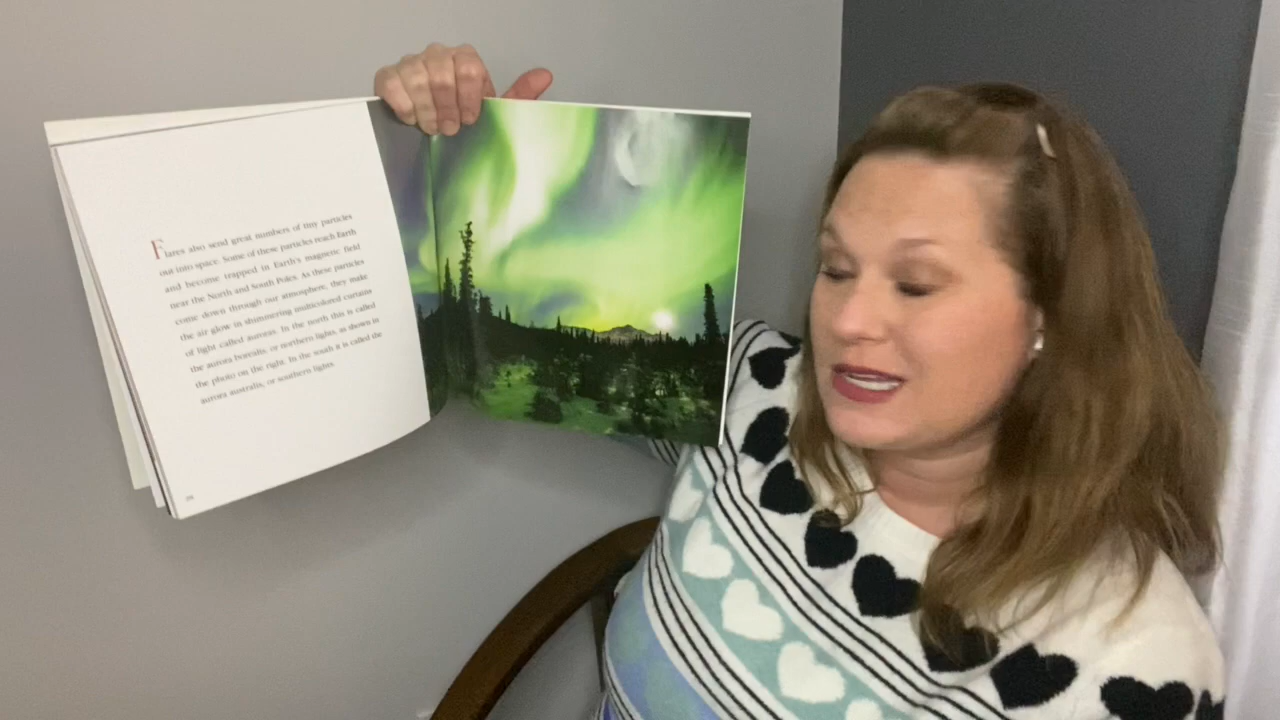 Flares also send great numbers of tiny particles
out into space. Some of these particles reach Earth
and become trapped in Earth's magnetic field
near the North and South Poles. As these particles
come down through our atmosphere, they make
the air glow in shimmering multicolored curtains
of light called auroras. In the north this is called
the aurora borealis, or northern lights, as shown in
the photo on the right. In the south it is called the
aurora australis, or southern lights.